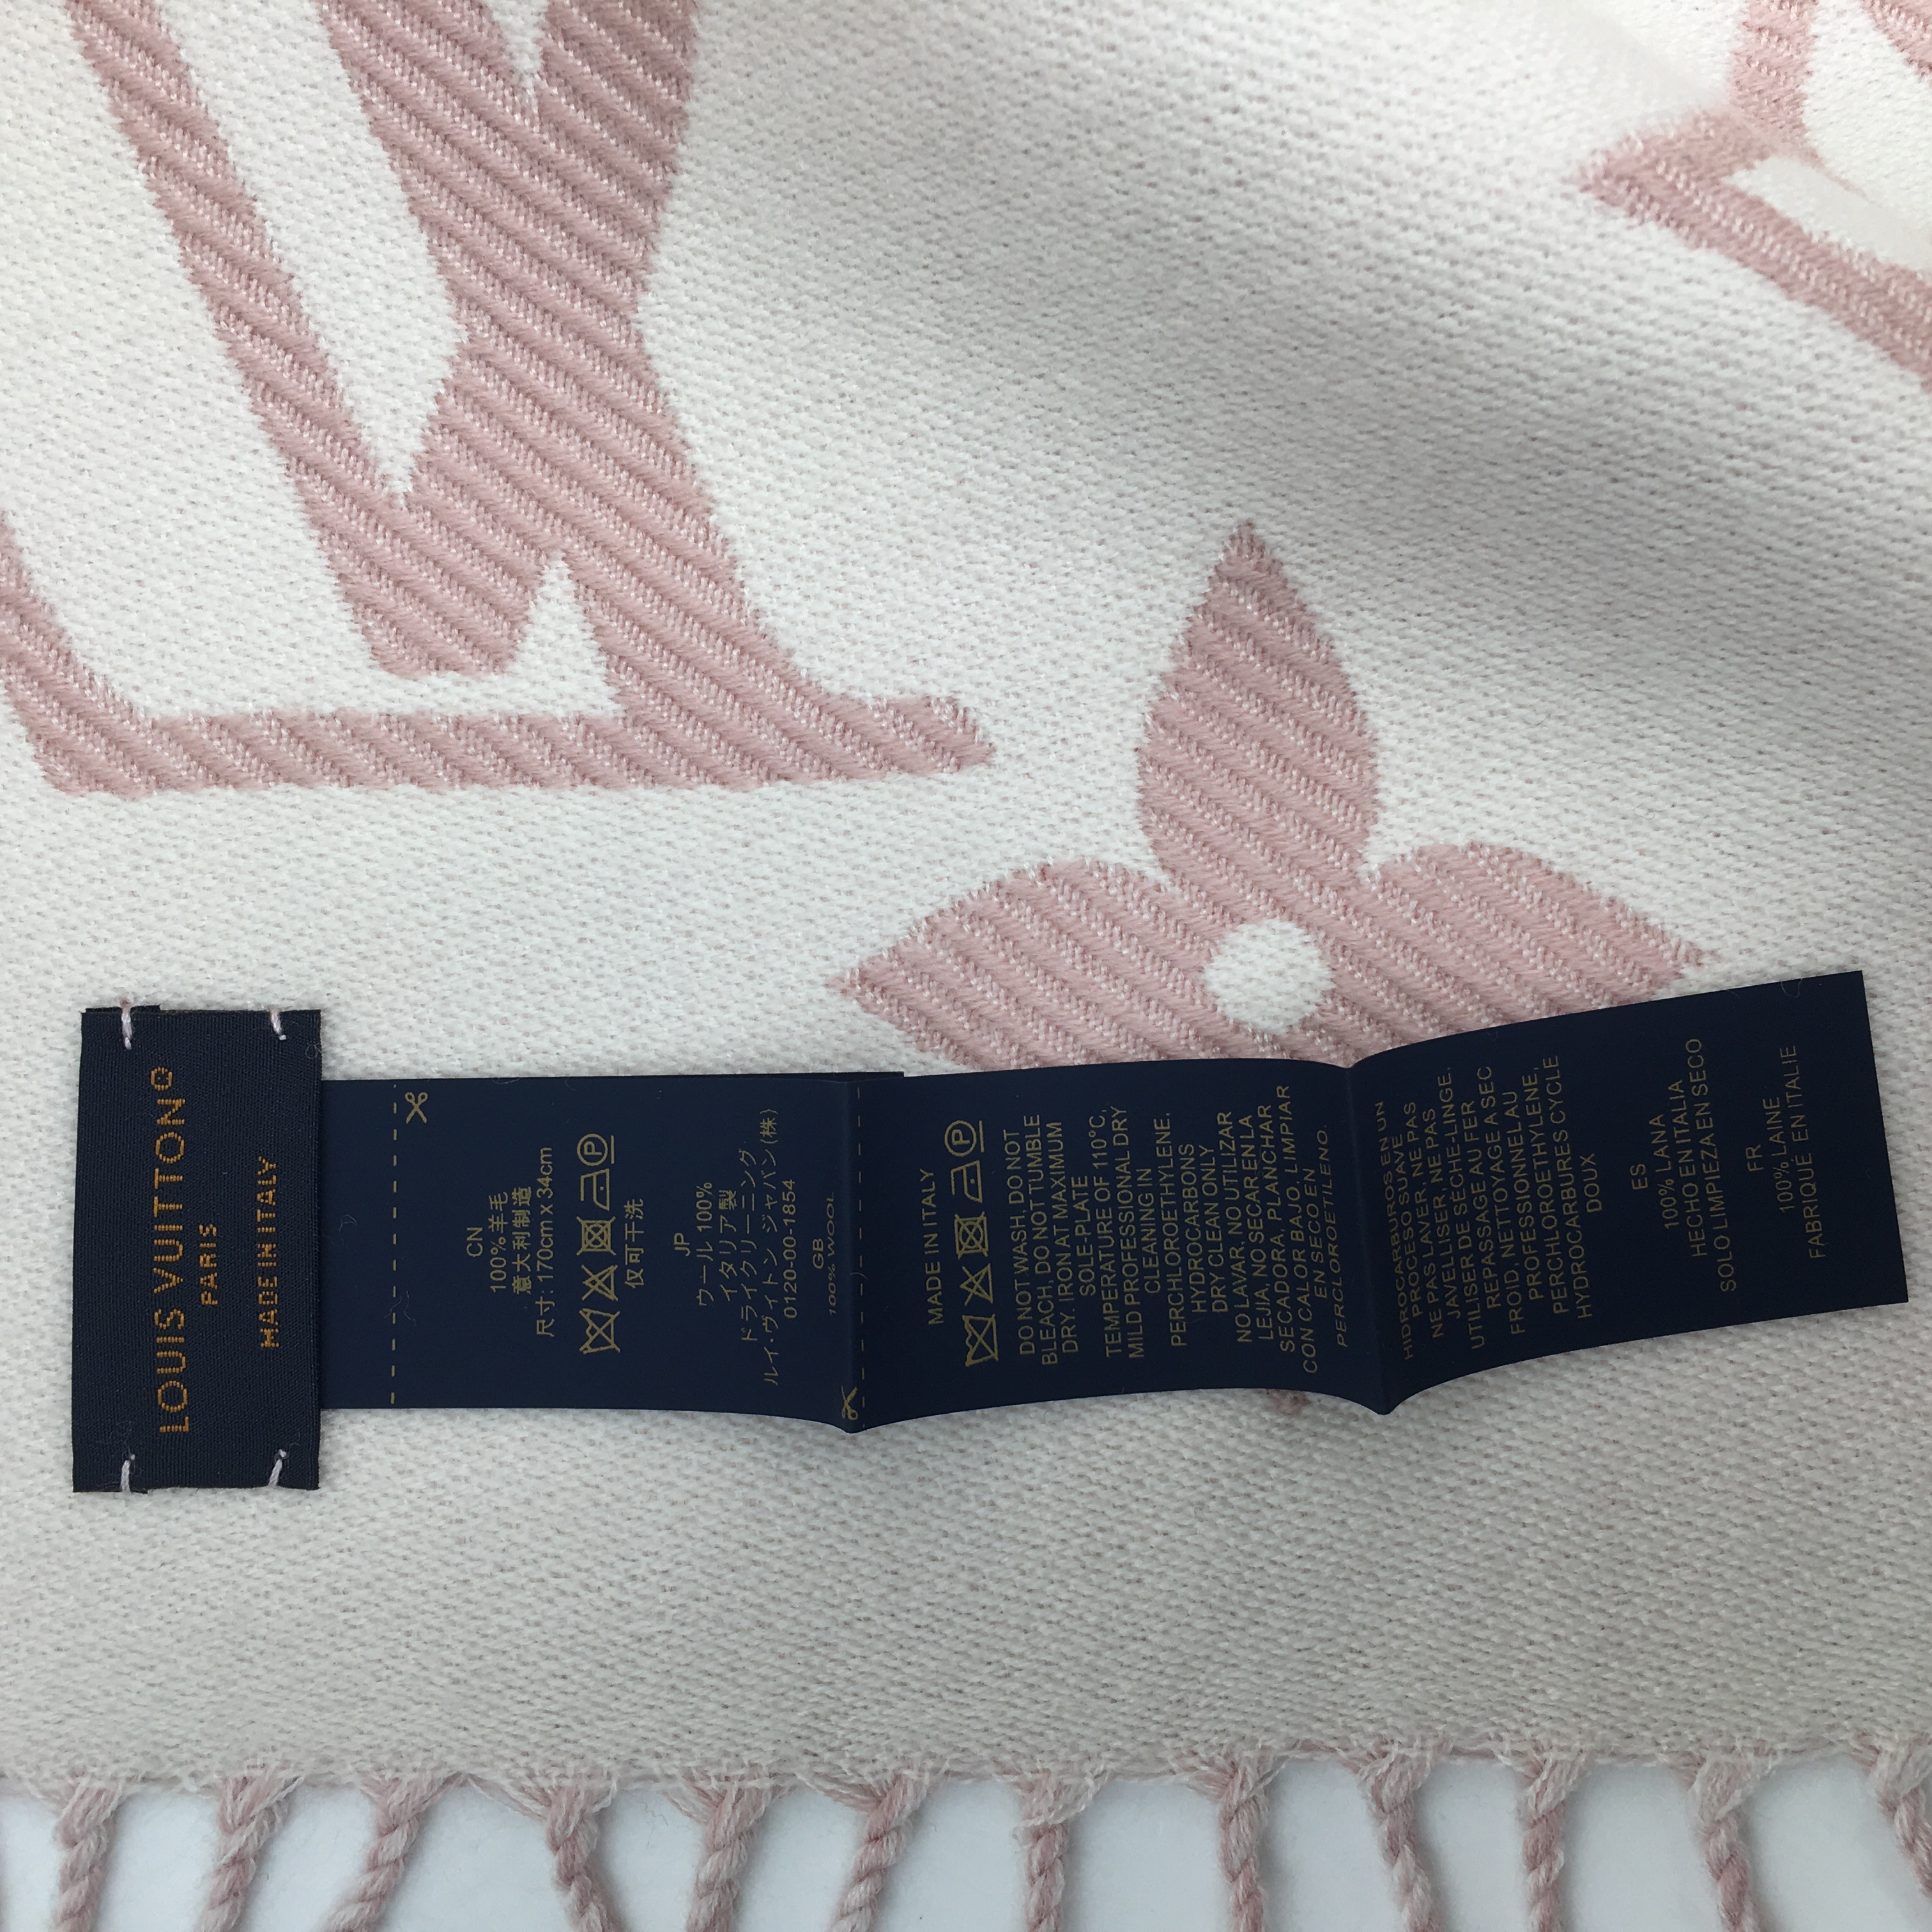 LOUIS VUITTON®
PARIS
MADE IN ITALY
CN
100%羊毛
意大利制造
尺寸: 170cm x 34cm
仅可干洗
JP
ウール100%
イタリア製
ドライクリーニング
ルイ･ヴィトン ジャパン (株)
0120-00-1854
GB
100% WOOL
MADE IN ITALY
DO NOT WASH, DO NOT
BLEACH, DO NOT TUMBLE
DRY. IRON AT MAXIMUM
SOLE-PLATE
TEMPERATURE OF 110°C,
MILD PROFESSIONAL DRY
CLEANING IN
PERCHLOROETHYLENE,
HYDROCARBONS
DRY CLEAN ONLY
NO LAVAR, NO UTILIZAR
LEJIA, NO SECAR EN LA
SECADORA, PLANCHAR
CON CALOR BAJO, LIMPIAR
EN SECO EN
PERCLOROETILENO,
HIDROCARBUROS EN UN
PROCESO SUAVE
NE PAS LAVER, NE PAS
JAVELLISER, NE PAS
UTILISER DE SÈCHE-LINGE.
REPASSAGE AU FER
FROID, NETTOYAGE A SEC
PROFESSIONNEL AU
PERCHLOROETHYLENE,
HYDROCARBURES CYCLE
DOUX
ES
100% LANA
HECHO EN ITALIA
SOLO LIMPIEZA EN SECO
FR
100% LAINE
FABRIQUÉ EN ITALIE